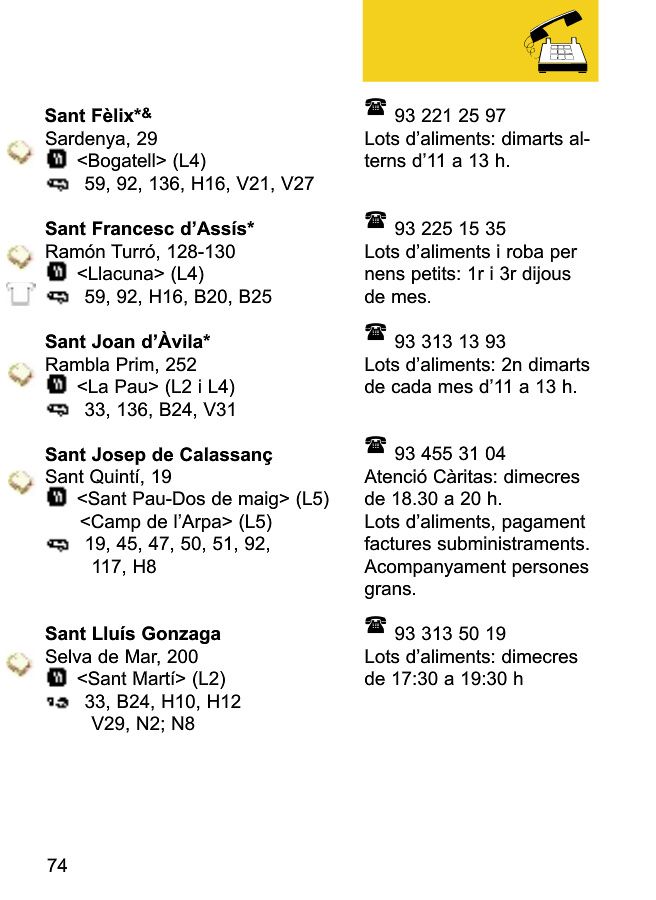 Sant Fèlix*&
Sardenya, 29
<Bogatell> (L4)
59, 92, 136, H16, V21, V27
93 221 25 97
Lots d’aliments: dimarts al-
terns d’11 a 13 h.
Sant Francesc d’Assís*
Ramón Turró, 128-130
<Llacuna> (L4)
59, 92, H16, B20, B25
93 225 15 35
Lots d’aliments i roba per
nens petits: 1r i 3r dijous
de mes.
Sant Joan d’Àvila*
Rambla Prim, 252
<La Pau> (L2 i L4)
33, 136, B24, V31
93 313 13 93
Lots d’aliments: 2n dimarts
de cada mes d’11 a 13 h.
Sant Josep de Calassanç
Sant Quintí, 19
<Sant Pau-Dos de maig> (L5)
<Camp de l’Arpa> (L5)
19, 45, 47, 50, 51, 92,
117, H8
93 455 31 04
Atenció Càritas: dimecres
de 18.30 a 20 h.
Lots d’aliments, pagament
factures subministraments.
Acompanyament persones
grans.
Sant Lluís Gonzaga
Selva de Mar, 200
<Sant Martí> (L2)
33, B24, H10, H12
V29, N2; N8
93 313 50 19
Lots d’aliments: dimecres
de 17:30 a 19:30 h
74